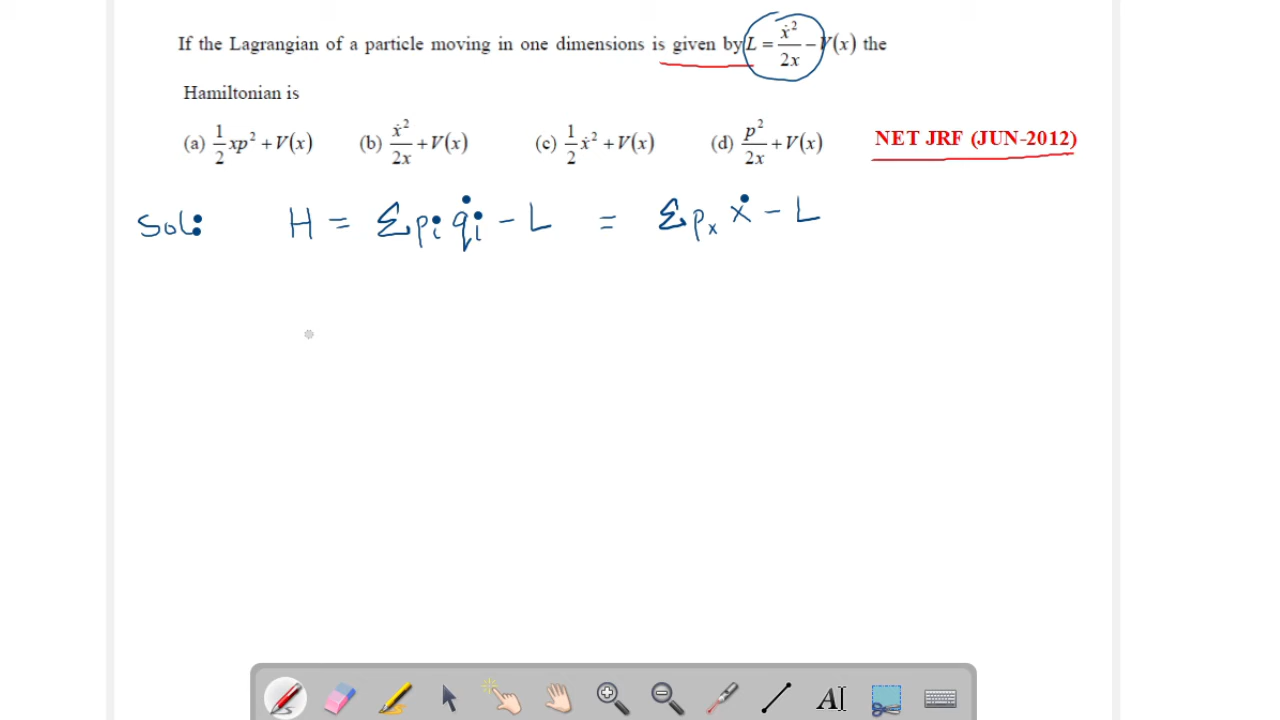 If the Lagrangian of a particle moving in one dimensions is given by L = ẋ²/2x − V(x) the
Hamiltonian is
(a) 1/2 xp² + V(x) (b) ẋ²/2x + V(x) (c) 1/2 ẋ² + V(x) (d) p²/2x + V(x) NET JRF (JUN-2012)
Sol: H = Σ pᵢ q̇ᵢ − L = Σ pₓ ẋ − L
AI